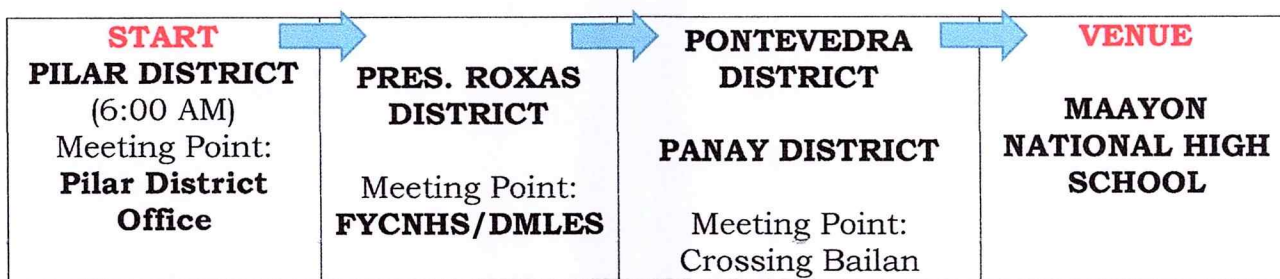 START
PILAR DISTRICT
(6:00 AM)
Meeting Point:
Pilar District
Office
PRES. ROXAS
DISTRICT
Meeting Point:
FYCNHS/DMLES
PONTEVEDRA
DISTRICT
PANAY DISTRICT
Meeting Point:
Crossing Bailan
VENUE
MAAYON
NATIONAL HIGH
SCHOOL